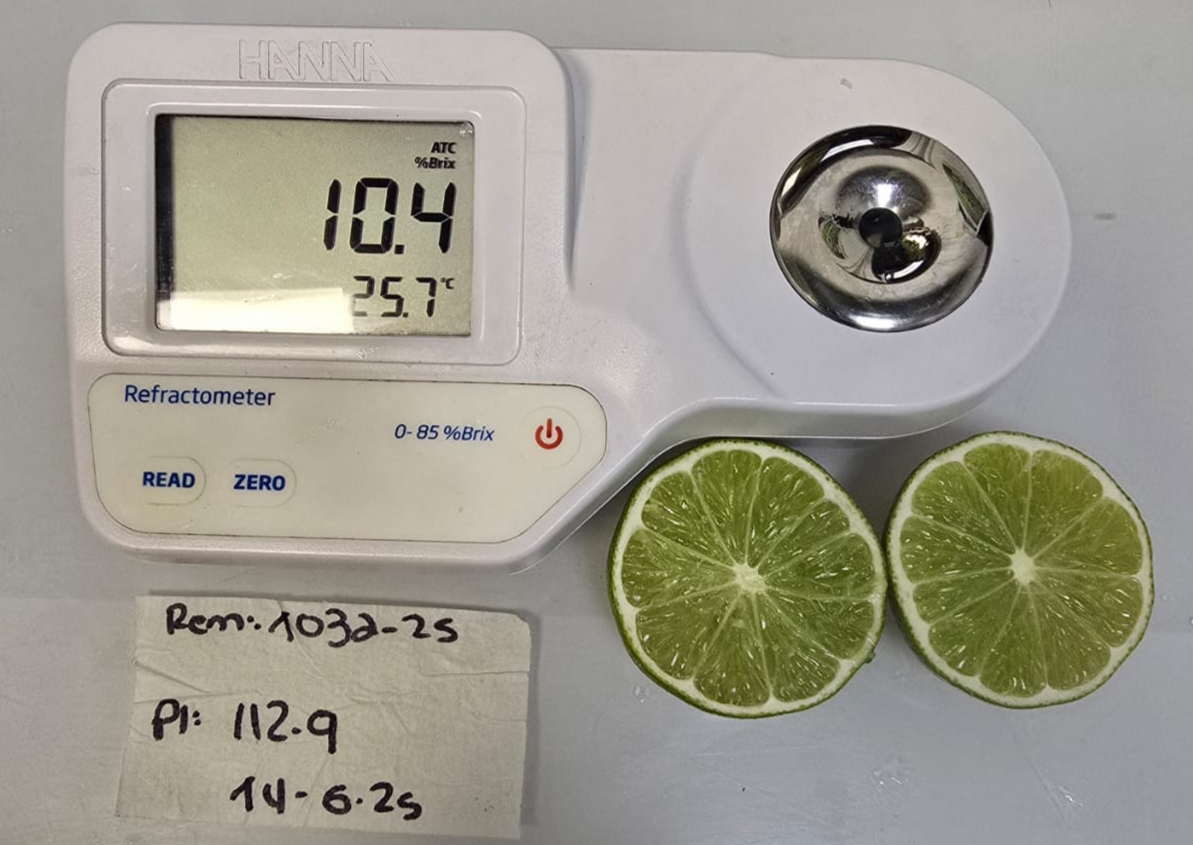 HANNA
ATC
%Brix
10.4
25.7°C
Refractometer
0-85 %Brix
READ ZERO
Rem: 1032-25
PI: 112.9
14-6.25